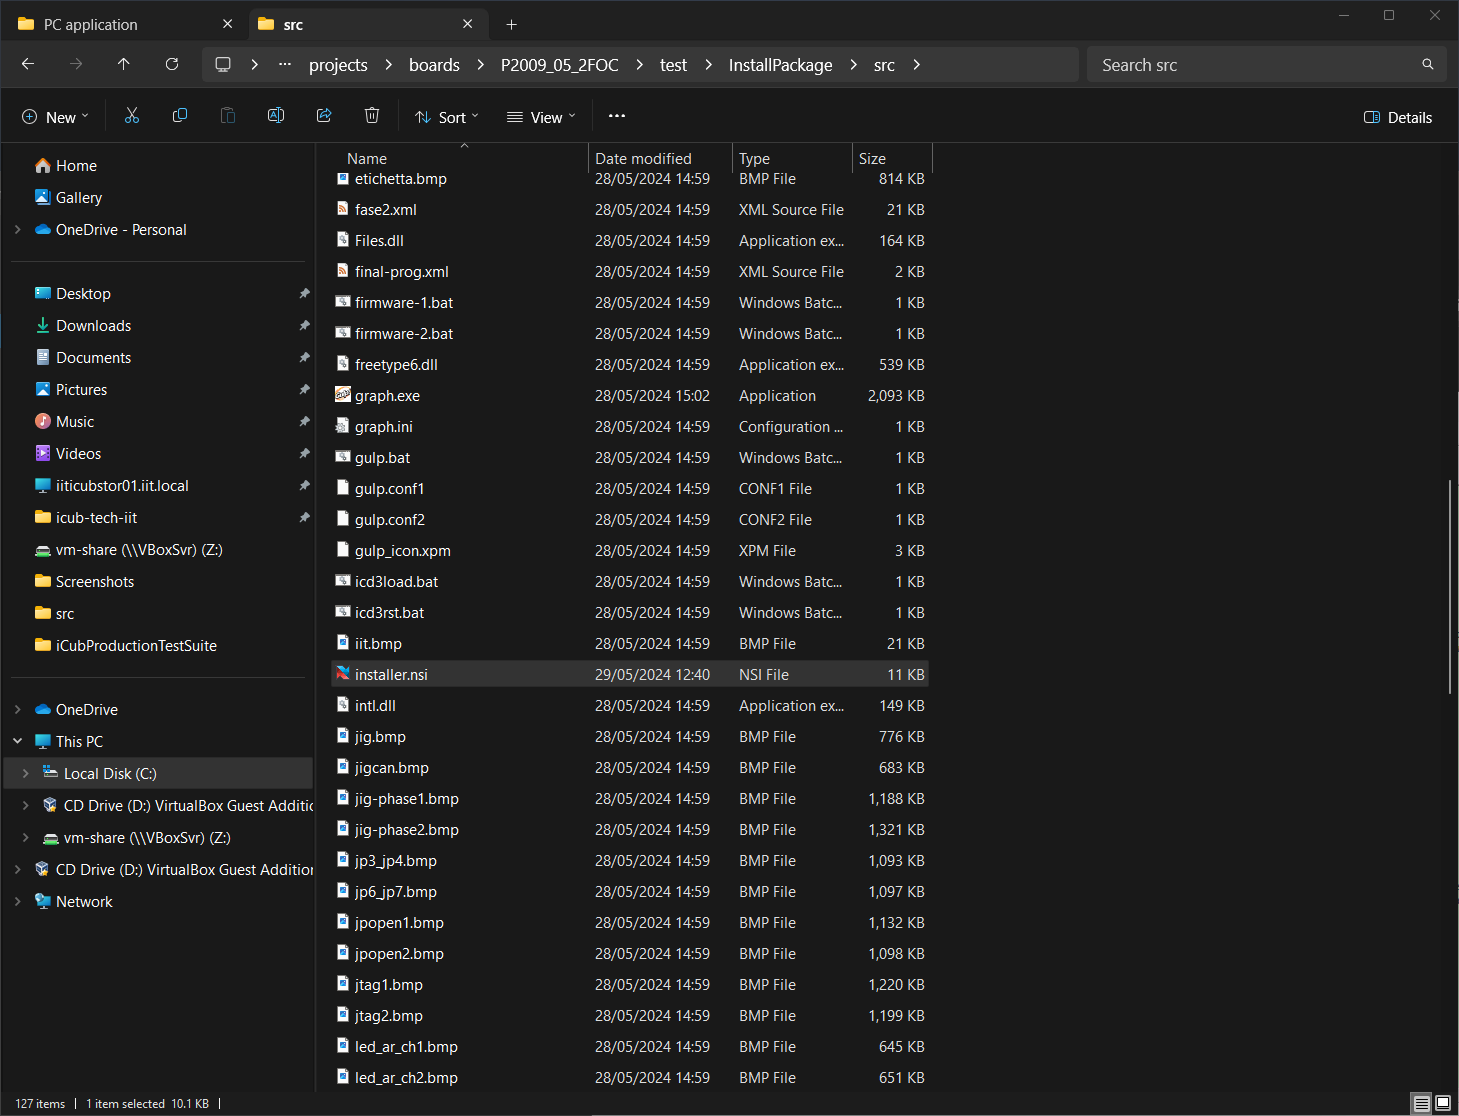 PC application
src
projects
boards
P2009_05_2FOC
test
InstallPackage
src
Search src
New
Sort
View
Details
Home
Gallery
OneDrive - Personal
Desktop
Downloads
Documents
Pictures
Music
Videos
iiticubstor01.iit.local
icub-tech-iit
vm-share (\\VBoxSvr) (Z:)
Screenshots
src
iCubProductionTestSuite
OneDrive
This PC
Local Disk (C:)
CD Drive (D:) VirtualBox Guest Additic
vm-share (\\VBoxSvr) (Z:)
CD Drive (D:) VirtualBox Guest Addition
Network
Name Date modified Type Size
etichetta.bmp 28/05/2024 14:59 BMP File 814 KB
fase2.xml 28/05/2024 14:59 XML Source File 21 KB
Files.dll 28/05/2024 14:59 Application ex... 164 KB
final-prog.xml 28/05/2024 14:59 XML Source File 2 KB
firmware-1.bat 28/05/2024 14:59 Windows Batc... 1 KB
firmware-2.bat 28/05/2024 14:59 Windows Batc... 1 KB
freetype6.dll 28/05/2024 14:59 Application ex... 539 KB
graph.exe 28/05/2024 15:02 Application 2,093 KB
graph.ini 28/05/2024 14:59 Configuration ... 1 KB
gulp.bat 28/05/2024 14:59 Windows Batc... 1 KB
gulp.conf1 28/05/2024 14:59 CONF1 File 1 KB
gulp.conf2 28/05/2024 14:59 CONF2 File 1 KB
gulp_icon.xpm 28/05/2024 14:59 XPM File 3 KB
icd3load.bat 28/05/2024 14:59 Windows Batc... 1 KB
icd3rst.bat 28/05/2024 14:59 Windows Batc... 1 KB
iit.bmp 28/05/2024 14:59 BMP File 21 KB
installer.nsi 29/05/2024 12:40 NSI File 11 KB
intl.dll 28/05/2024 14:59 Application ex... 149 KB
jig.bmp 28/05/2024 14:59 BMP File 776 KB
jigcan.bmp 28/05/2024 14:59 BMP File 683 KB
jig-phase1.bmp 28/05/2024 14:59 BMP File 1,188 KB
jig-phase2.bmp 28/05/2024 14:59 BMP File 1,321 KB
jp3_jp4.bmp 28/05/2024 14:59 BMP File 1,093 KB
jp6_jp7.bmp 28/05/2024 14:59 BMP File 1,097 KB
jpopen1.bmp 28/05/2024 14:59 BMP File 1,132 KB
jpopen2.bmp 28/05/2024 14:59 BMP File 1,098 KB
jtag1.bmp 28/05/2024 14:59 BMP File 1,220 KB
jtag2.bmp 28/05/2024 14:59 BMP File 1,199 KB
led_ar_ch1.bmp 28/05/2024 14:59 BMP File 645 KB
led_ar_ch2.bmp 28/05/2024 14:59 BMP File 651 KB
127 items | 1 item selected 10.1 KB |